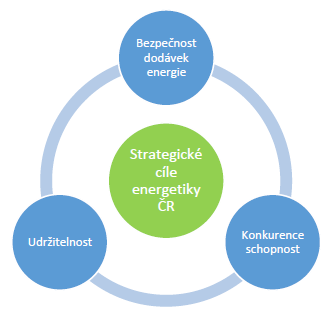 Bezpečnost
dodávek
energie
Strategické
cíle
energetiky
ČR
Udržitelnost
Konkurence
schopnost